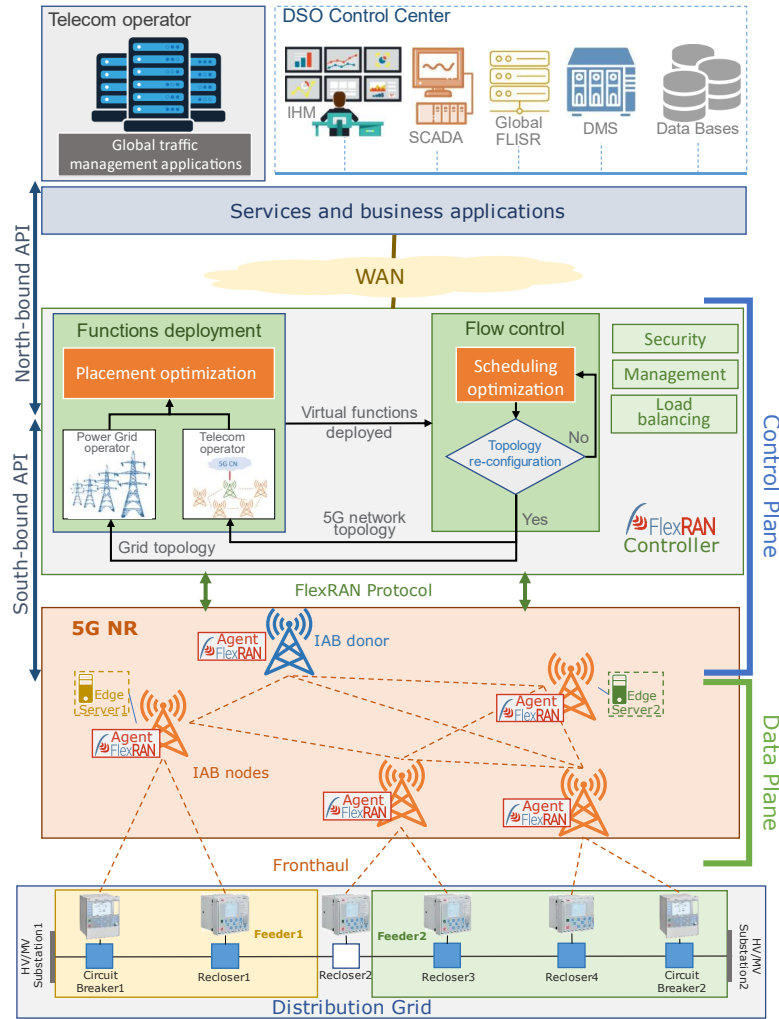 Telecom operator
Global traffic
management applications
DSO Control Center
IHM
SCADA
Global
FLISR
DMS
Data Bases
Services and business applications
WAN
North-bound API
South-bound API
Functions deployment
Placement optimization
Power Grid
operator
Telecom
operator
5G CN
Virtual functions
deployed
Flow control
Scheduling
optimization
Topology
re-configuration
No
Yes
5G network
topology
Grid topology
Security
Management
Load
balancing
FlexRAN
Controller
Control Plane
FlexRAN Protocol
5G NR
Agent
FlexRAN
IAB donor
Edge
Server1
Agent
FlexRAN
IAB nodes
Agent
FlexRAN
Edge
Server2
Agent
FlexRAN
Agent
FlexRAN
Data Plane
Fronthaul
HV/MV
Substation1
Feeder1
Feeder2
Circuit
Breaker1
Recloser1
Recloser2
Recloser3
Recloser4
Circuit
Breaker2
HV/MV
Substation2
Distribution Grid